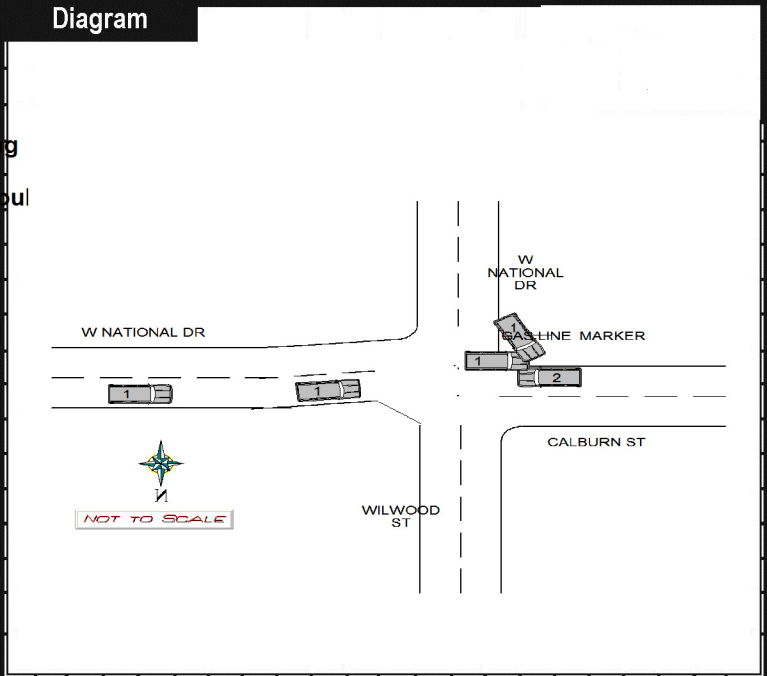 Diagram
g
oul
W
NATIONAL
DR
W NATIONAL DR
GAS LINE MARKER
1
1
2
1
1
CALBURN ST
N
NOT TO SCALE
WILWOOD
ST